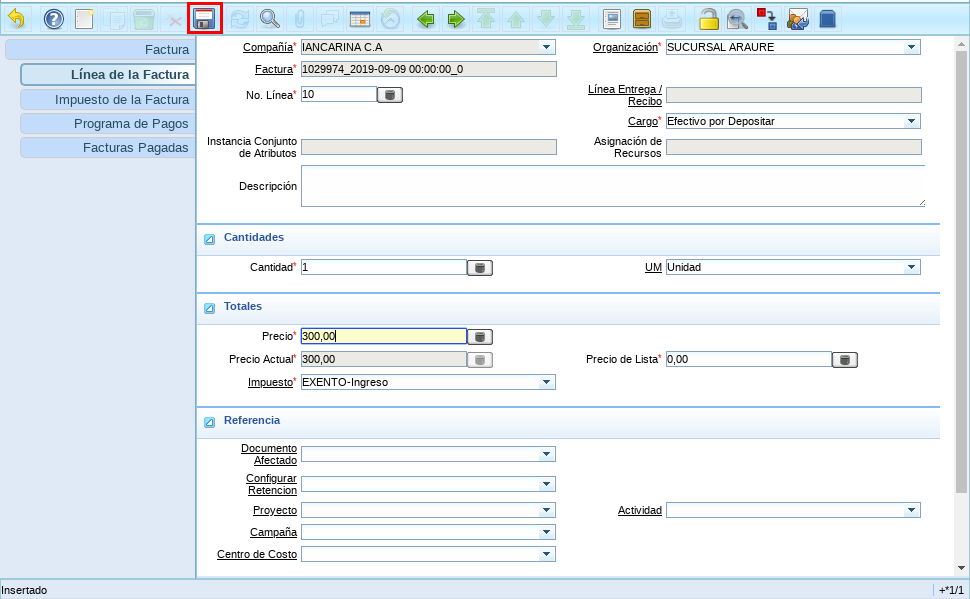 Factura
Línea de la Factura
Impuesto de la Factura
Programa de Pagos
Facturas Pagadas
Compañía* IANCARINA C.A Organización* SUCURSAL ARAURE
Factura* 1029974_2019-09-09 00:00:00_0
No. Línea* 10 Línea Entrega / Recibo
Cargo* Efectivo por Depositar
Instancia Conjunto de Atributos Asignación de Recursos
Descripción
Cantidades
Cantidad* 1 UM Unidad
Totales
Precio* 300,00
Precio Actual* 300,00 Precio de Lista* 0,00
Impuesto* EXENTO-Ingreso
Referencia
Documento Afectado
Configurar Retencion
Proyecto Actividad
Campaña
Centro de Costo
Insertado +*1/1